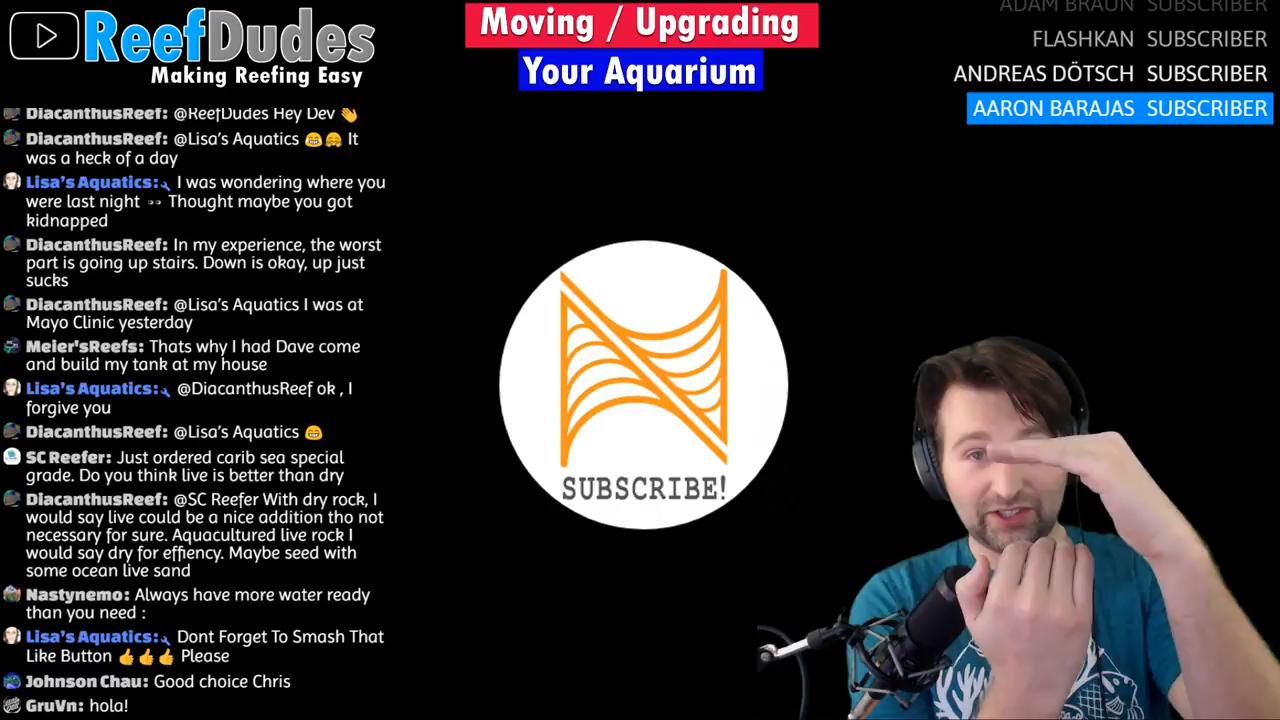 ReefDudes
Making Reefing Easy
Moving / Upgrading
Your Aquarium
ADAM BRAUN SUBSCRIBER
FLASHKAN SUBSCRIBER
ANDREAS DÖTSCH SUBSCRIBER
AARON BARAJAS SUBSCRIBER
DiacanthusReef: @ReefDudes Hey Dev 👋
DiacanthusReef: @Lisa's Aquatics 😁🤗 It
was a heck of a day
Lisa's Aquatics: I was wondering where you
were last night 👀 Thought maybe you got
kidnapped
DiacanthusReef: In my experience, the worst
part is going up stairs. Down is okay, up just
sucks
DiacanthusReef: @Lisa's Aquatics I was at
Mayo Clinic yesterday
Meier'sReefs: Thats why I had Dave come
and build my tank at my house
Lisa's Aquatics: @DiacanthusReef ok , I
forgive you
DiacanthusReef: @Lisa's Aquatics 😁
SC Reefer: Just ordered carib sea special
grade. Do you think live is better than dry
DiacanthusReef: @SC Reefer With dry rock, I
would say live could be a nice addition tho not
necessary for sure. Aquacultured live rock I
would say dry for effiency. Maybe seed with
some ocean live sand
Nastynemo: Always have more water ready
than you need :
Lisa's Aquatics: Dont Forget To Smash That
Like Button 👍👍👍 Please
Johnson Chau: Good choice Chris
GruVn: hola!
SUBSCRIBE!